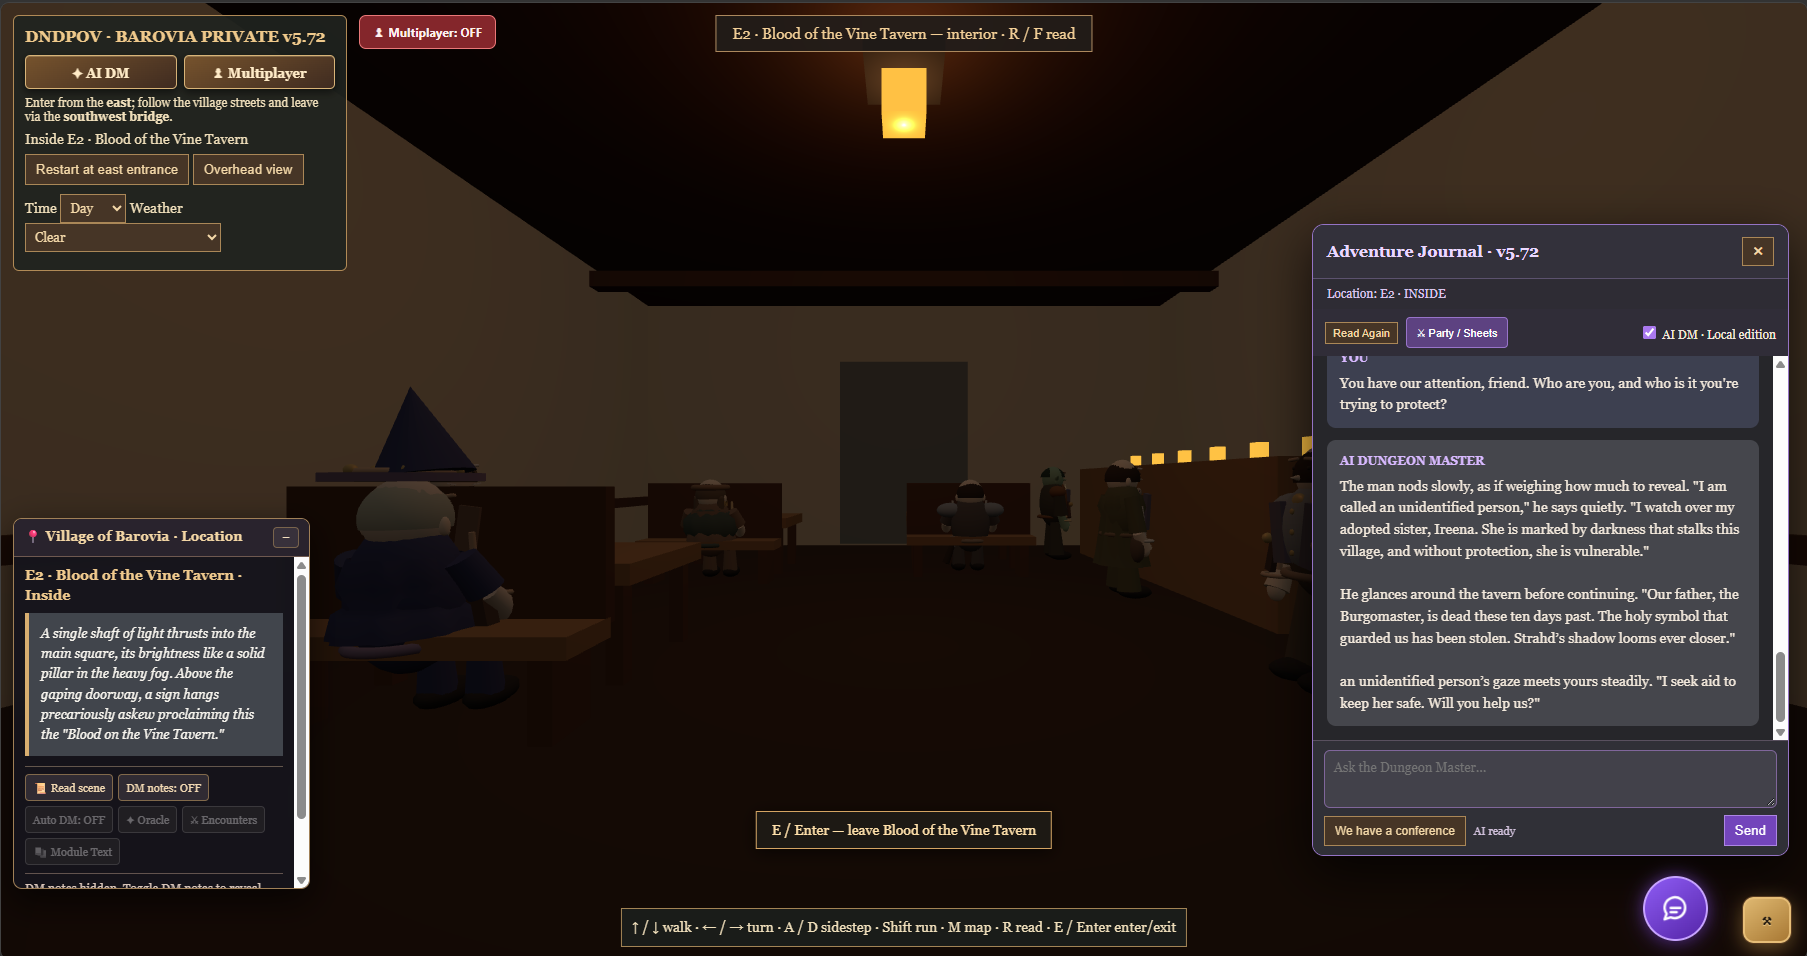 DNDPOV - BAROVIA PRIVATE v5.72
✦ AI DM
Multiplayer
Enter from the east; follow the village streets and leave
via the southwest bridge.
Inside E2 · Blood of the Vine Tavern
Restart at east entrance
Overhead view
Time Day Weather
Clear
Multiplayer: OFF
E2 · Blood of the Vine Tavern — interior · R / F read
Village of Barovia · Location
–
E2 · Blood of the Vine Tavern ·
Inside
A single shaft of light thrusts into the
main square, its brightness like a solid
pillar in the heavy fog. Above the
gaping doorway, a sign hangs
precariously askew proclaiming this
the "Blood on the Vine Tavern."
Read scene
DM notes: OFF
Auto DM: OFF
✦ Oracle
⚔ Encounters
Module Text
DM notes hidden. Toggle DM notes to reveal
E / Enter — leave Blood of the Vine Tavern
↑ / ↓ walk · ← / → turn · A / D sidestep · Shift run · M map · R read · E / Enter enter/exit
Adventure Journal · v5.72
×
Location: E2 · INSIDE
Read Again
⚔ Party / Sheets
AI DM · Local edition
YOU
You have our attention, friend. Who are you, and who is it you're
trying to protect?
AI DUNGEON MASTER
The man nods slowly, as if weighing how much to reveal. "I am
called an unidentified person," he says quietly. "I watch over my
adopted sister, Ireena. She is marked by darkness that stalks this
village, and without protection, she is vulnerable."
He glances around the tavern before continuing. "Our father, the
Burgomaster, is dead these ten days past. The holy symbol that
guarded us has been stolen. Strahd’s shadow looms ever closer."
an unidentified person’s gaze meets yours steadily. "I seek aid to
keep her safe. Will you help us?"
Ask the Dungeon Master...
We have a conference
AI ready
Send